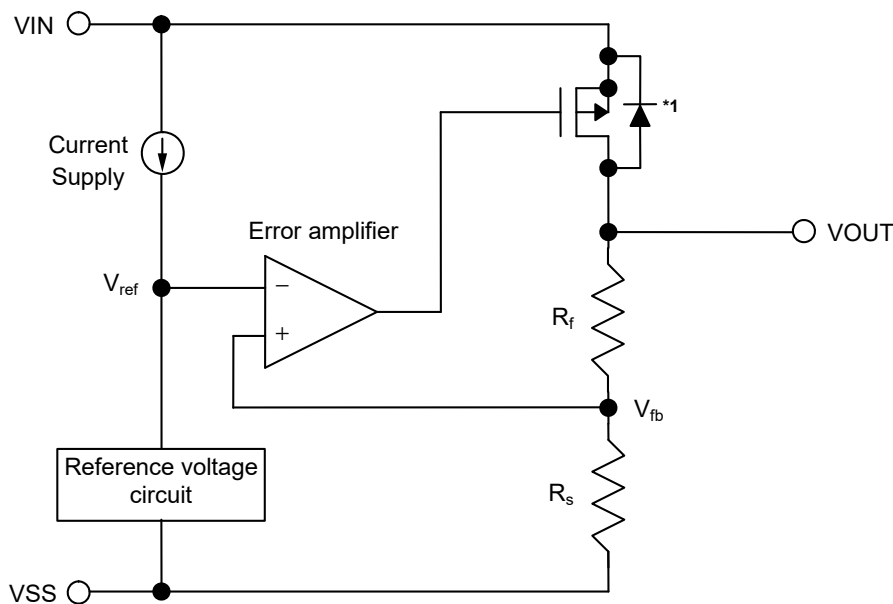 VIN
*1
Current
Supply
Error amplifier
VOUT
Vref
−
+
Rf
Vfb
Reference voltage
circuit
Rs
VSS